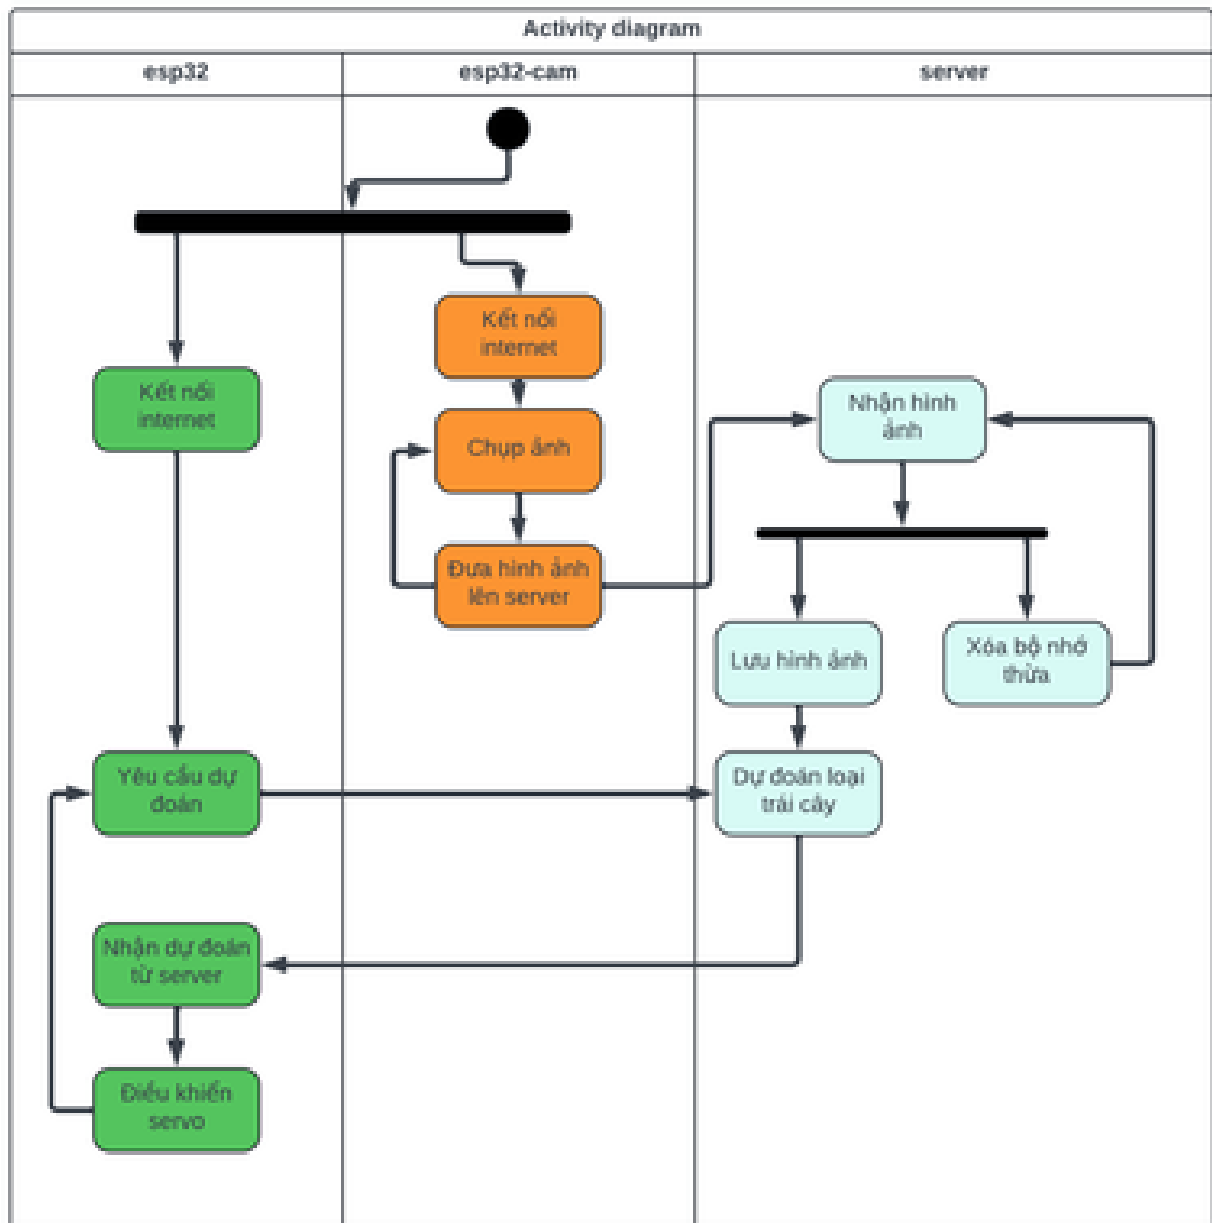 Activity diagram
esp32
esp32-cam
server
Kết nối
internet
Kết nối
internet
Nhận hình
ảnh
Chụp ảnh
Đưa hình ảnh
lên server
Lưu hình ảnh
Xóa bộ nhớ
thừa
Yêu cầu dự
đoán
Dự đoán loại
trái cây
Nhận dự đoán
từ server
Điều khiển
servo